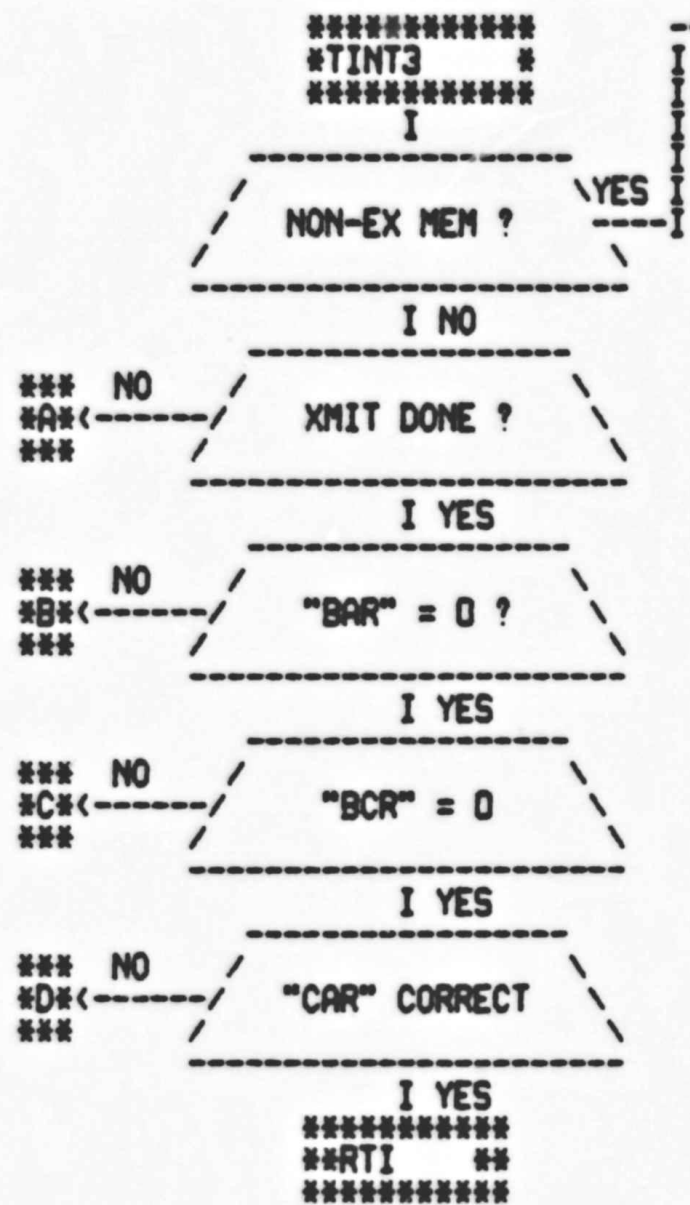 ************
*TINT3     *
************
I
NON-EX MEM ?
YES
I NO
XMIT DONE ?
NO
***
*A*<------
***
I YES
"BAR" = 0 ?
NO
***
*B*<------
***
I YES
"BCR" = 0
NO
***
*C*<------
***
I YES
"CAR" CORRECT
NO
***
*D*<------
***
I YES
***********
**RTI    **
***********